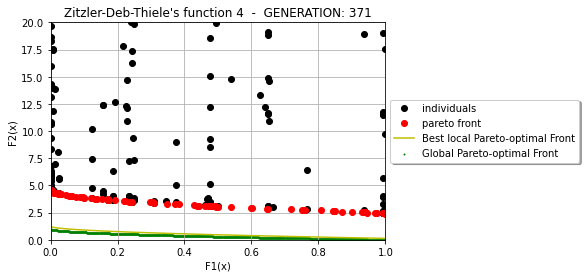 Zitzler-Deb-Thiele's function 4 - GENERATION: 371
20.0
17.5
15.0
12.5
10.0
7.5
5.0
2.5
0.0
F2(x)
0.0 0.2 0.4 0.6 0.8 1.0
F1(x)
individuals
pareto front
Best local Pareto-optimal Front
Global Pareto-optimal Front